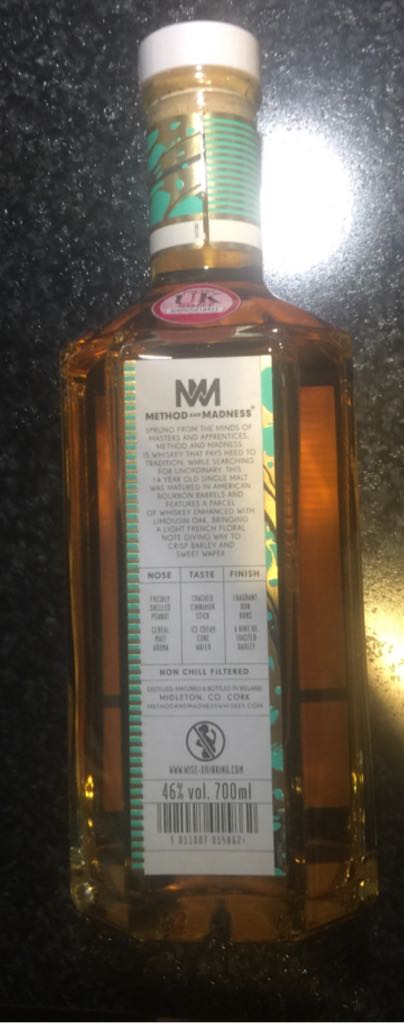 UK
METHOD AND MADNESS®
SPRUNG FROM THE MINDS OF
MASTERS AND APPRENTICES,
METHOD AND MADNESS
IS WHISKEY THAT PAYS HEED TO
TRADITION, WHILE SEARCHING
FOR UNORDINARY. THIS
14 YEAR OLD SINGLE MALT
WAS MATURED IN AMERICAN
BOURBON BARRELS AND
FEATURES A PARCEL
OF WHISKEY ENHANCED WITH
LIMOUSIN OAK. BRINGING
A LIGHT FRENCH FLORAL
NOTE GIVING WAY TO
CRISP BARLEY AND
SWEET WAFER
NOSE TASTE FINISH
FRESHLY CRACKED FRAGRANT
SHELLED CINNAMON BON
PEANUT STICK BONS
CEREAL ICE CREAM A HINT OF
MALT CONE TOASTED
AROMA WAFER BARLEY
NON CHILL FILTERED
DISTILLED, MATURED & BOTTLED IN IRELAND
MIDLETON, CO. CORK
METHODANDMADNESSWHISKEY.COM
WWW.WISE-DRINKING.COM
46% vol. 700ml
5 011007 015862